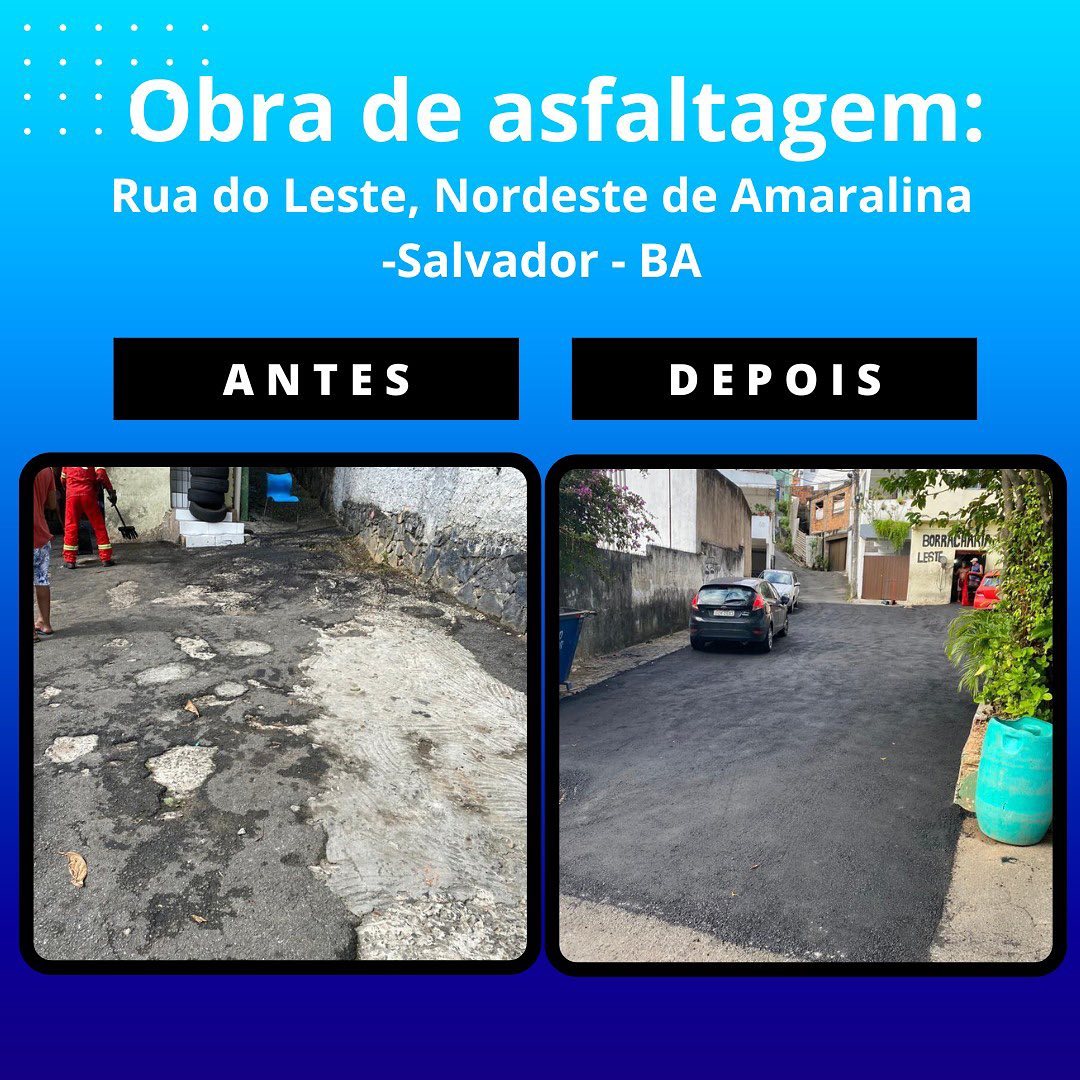 Obra de asfaltagem:
Rua do Leste, Nordeste de Amaralina
-Salvador - BA
ANTES
DEPOIS
BORRACHARIA
LESTE